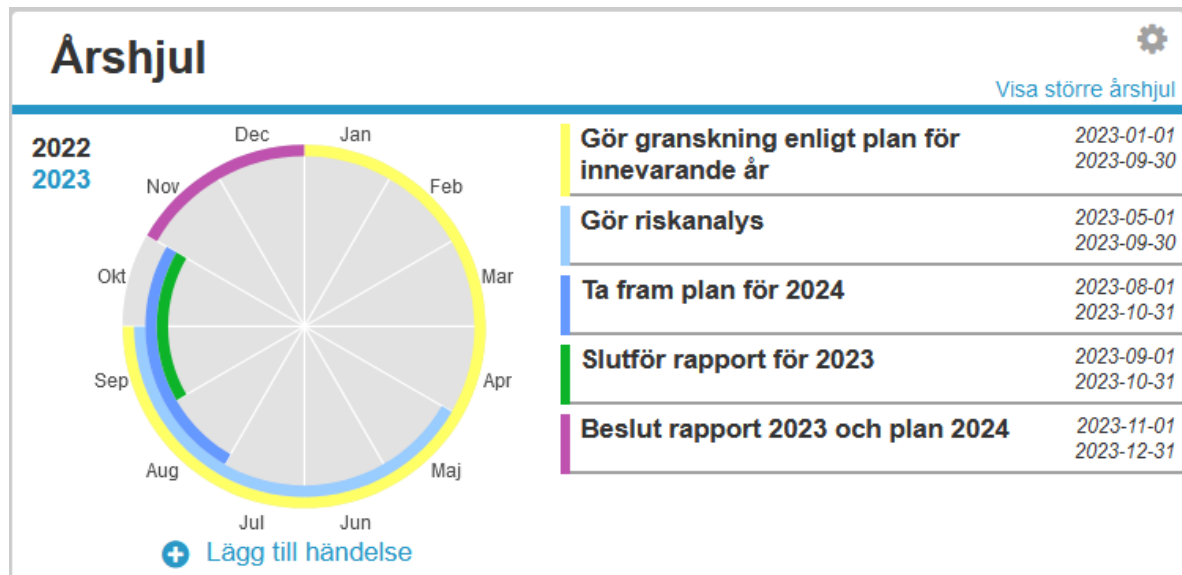 Årshjul
Visa större årshjul
2022
2023
Dec
Jan
Nov
Feb
Okt
Mar
Sep
Apr
Aug
Maj
Jul
Jun
Lägg till händelse
Gör granskning enligt plan för
innevarande år
2023-01-01
2023-09-30
Gör riskanalys
2023-05-01
2023-09-30
Ta fram plan för 2024
2023-08-01
2023-10-31
Slutför rapport för 2023
2023-09-01
2023-10-31
Beslut rapport 2023 och plan 2024
2023-11-01
2023-12-31